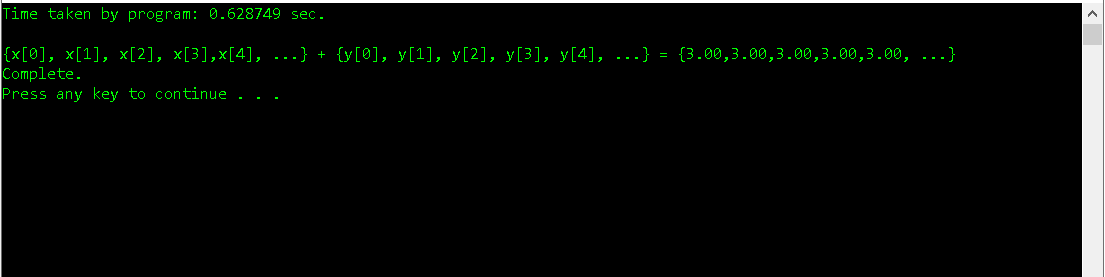 Time taken by program: 0.628749 sec.
{x[0], x[1], x[2], x[3],x[4], ...} + {y[0], y[1], y[2], y[3], y[4], ...} = {3.00,3.00,3.00,3.00,3.00, ...}
Complete.
Press any key to continue . . .